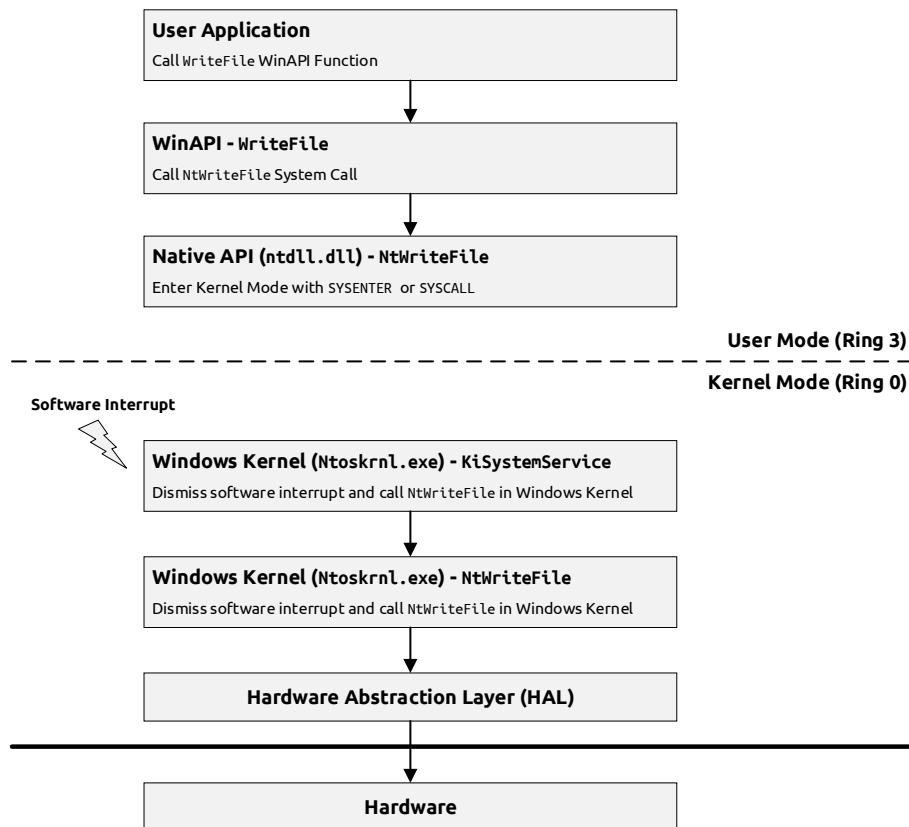 User Application
Call WriteFile WinAPI Function
WinAPI - WriteFile
Call NtWriteFile System Call
Native API (ntdll.dll) - NtWriteFile
Enter Kernel Mode with SYSENTER or SYSCALL
User Mode (Ring 3)
Kernel Mode (Ring 0)
Software Interrupt
Windows Kernel (Ntoskrnl.exe) - KiSystemService
Dismiss software interrupt and call NtWriteFile in Windows Kernel
Windows Kernel (Ntoskrnl.exe) - NtWriteFile
Dismiss software interrupt and call NtWriteFile in Windows Kernel
Hardware Abstraction Layer (HAL)
Hardware